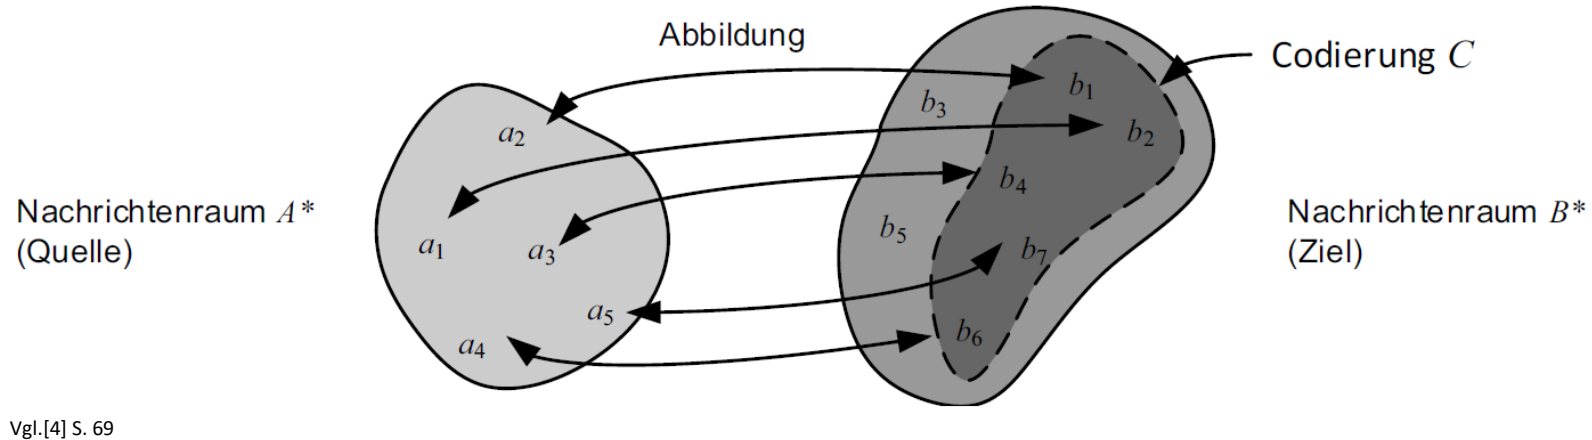 Abbildung
Codierung C
b₁
b₃
a₂
b₂
b₄
Nachrichtenraum A*
(Quelle)
Nachrichtenraum B*
(Ziel)
a₁
a₃
b₅
b₇
a₅
a₄
b₆
Vgl.[4] S. 69